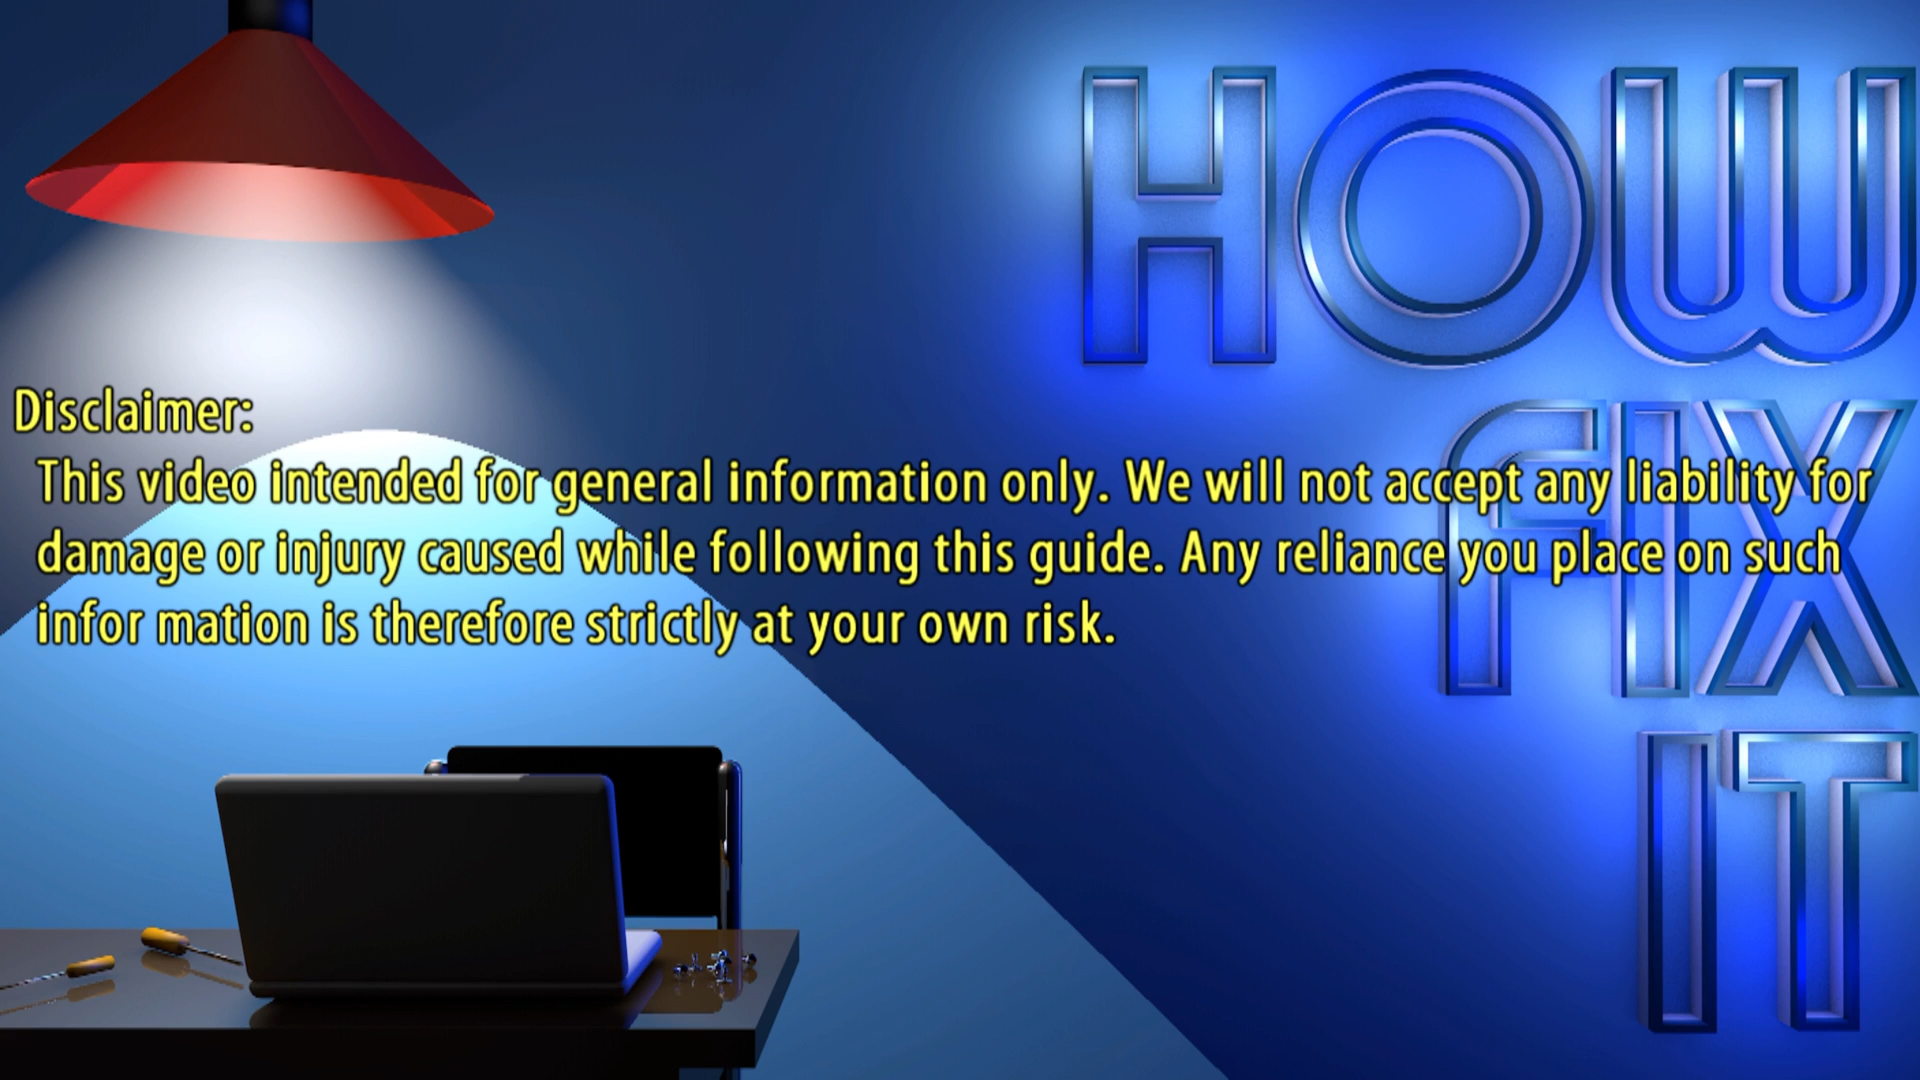 HOW
FIX
IT
Disclaimer:
This video intended for general information only. We will not accept any liability for
damage or injury caused while following this guide. Any reliance you place on such
infor mation is therefore strictly at your own risk.